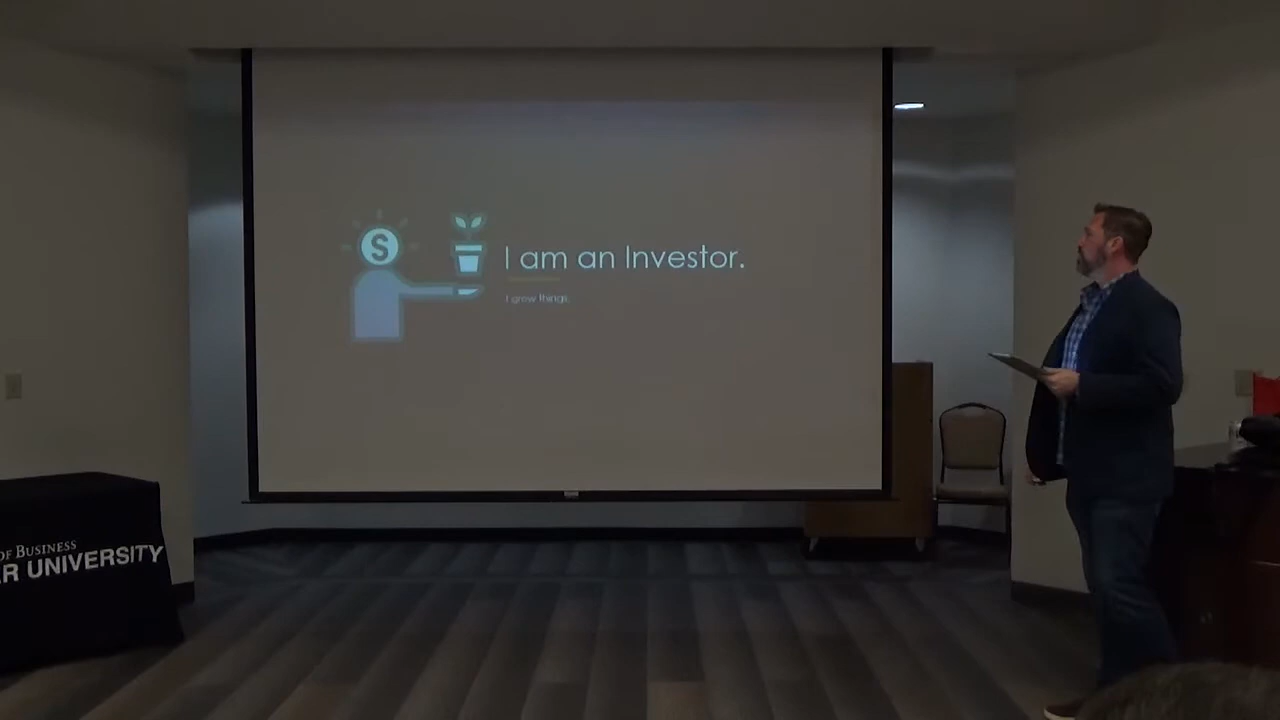 $
I am an Investor.
I grow things.
OF BUSINESS
R UNIVERSITY